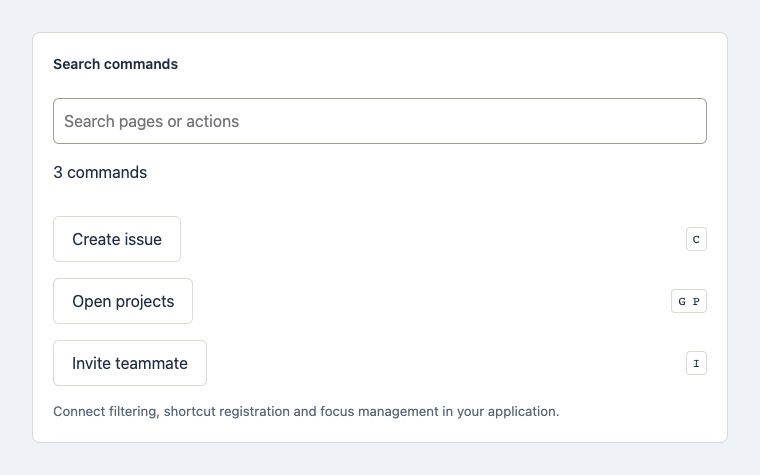 Search commands
Search pages or actions
3 commands
Create issue C
Open projects G P
Invite teammate I
Connect filtering, shortcut registration and focus management in your application.